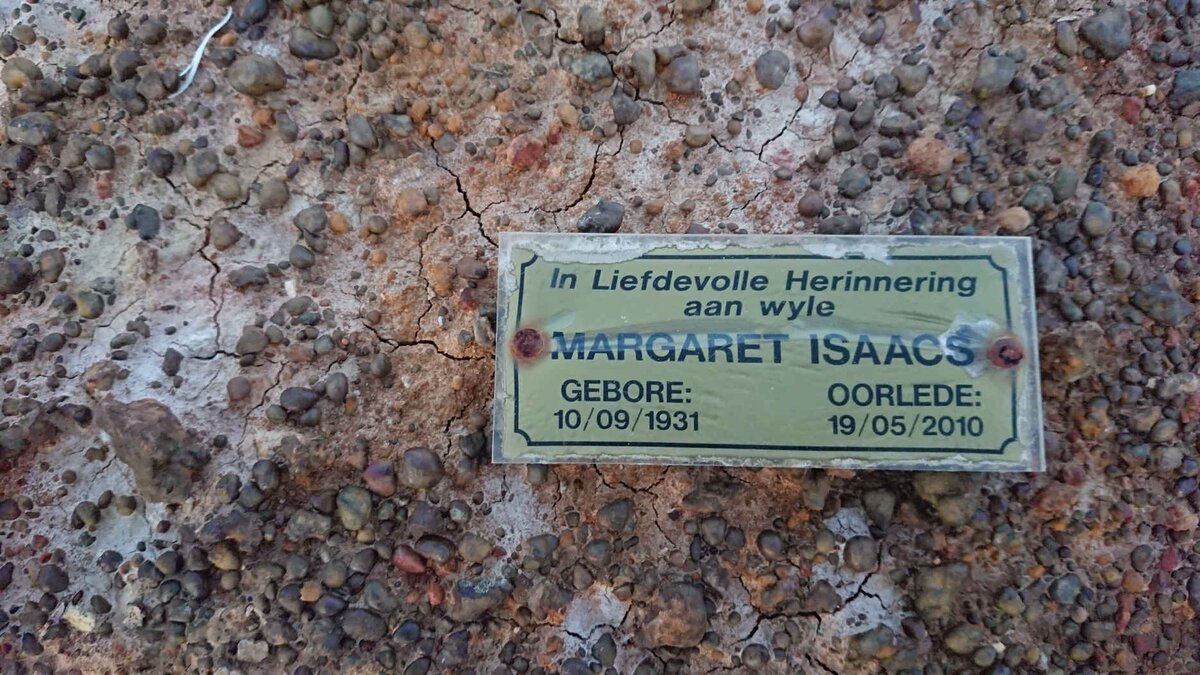 In Liefdevolle Herinnering
aan wyle
MARGARET ISAACS
GEBORE: OORLEDE:
10/09/1931 19/05/2010